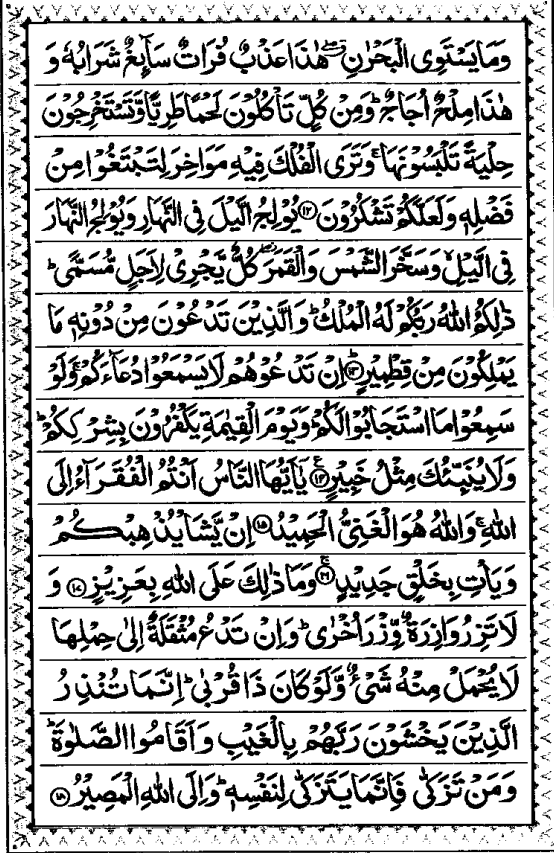 وَمَا يَسْتَوِى الْبَحْرٰنِ ۖ هٰذَا عَذْبٌ فُرَاتٌ سَآئِغٌ شَرَابُهٗ وَ
هٰذَا مِلْحٌ اُجَاجٌ ؕ وَمِنْ كُلٍّ تَاْكُلُوْنَ لَحْمًا طَرِيًّا وَّتَسْتَخْرِجُوْنَ
حِلْيَةً تَلْبَسُوْنَهَا ۚ وَتَرَى الْفُلْكَ فِيْهِ مَوَاخِرَ لِتَبْتَغُوْا مِنْ
فَضْلِهٖ وَلَعَلَّكُمْ تَشْكُرُوْنَ ﴿۱۲﴾ يُوْلِجُ الَّيْلَ فِى النَّهَارِ وَيُوْلِجُ النَّهَارَ
فِى الَّيْلِ ۙ وَسَخَّرَ الشَّمْسَ وَالْقَمَرَ ۖ كُلٌّ يَّجْرِىْ لِاَجَلٍ مُّسَمًّى ؕ
ذٰلِكُمُ اللّٰهُ رَبُّكُمْ لَهُ الْمُلْكُ ؕ وَالَّذِيْنَ تَدْعُوْنَ مِنْ دُوْنِهٖ مَا
يَمْلِكُوْنَ مِنْ قِطْمِيْرٍ ﴿۱۳﴾ اِنْ تَدْعُوْهُمْ لَا يَسْمَعُوْا دُعَآءَكُمْ ۚ وَلَوْ
سَمِعُوْا مَا اسْتَجَابُوْا لَكُمْ ؕ وَيَوْمَ الْقِيٰمَةِ يَكْفُرُوْنَ بِشِرْكِكُمْ ؕ
وَلَا يُنَبِّئُكَ مِثْلُ خَبِيْرٍ ﴿۱۴﴾ يٰۤاَيُّهَا النَّاسُ اَنْتُمُ الْفُقَرَآءُ اِلَى
اللّٰهِ ۚ وَاللّٰهُ هُوَ الْغَنِىُّ الْحَمِيْدُ ﴿۱۵﴾ اِنْ يَّشَاْ يُذْهِبْكُمْ
وَيَاْتِ بِخَلْقٍ جَدِيْدٍ ﴿۱۶﴾ وَمَا ذٰلِكَ عَلَى اللّٰهِ بِعَزِيْزٍ ﴿۱۷﴾ وَ
لَا تَزِرُ وَازِرَةٌ وِّزْرَ اُخْرٰى ؕ وَاِنْ تَدْعُ مُثْقَلَةٌ اِلٰى حِمْلِهَا
لَا يُحْمَلْ مِنْهُ شَىْءٌ وَّلَوْ كَانَ ذَا قُرْبٰى ؕ اِنَّمَا تُنْذِرُ
الَّذِيْنَ يَخْشَوْنَ رَبَّهُمْ بِالْغَيْبِ وَاَقَامُوا الصَّلٰوةَ ؕ
وَمَنْ تَزَكّٰى فَاِنَّمَا يَتَزَكّٰى لِنَفْسِهٖ ؕ وَاِلَى اللّٰهِ الْمَصِيْرُ ﴿۱۸﴾